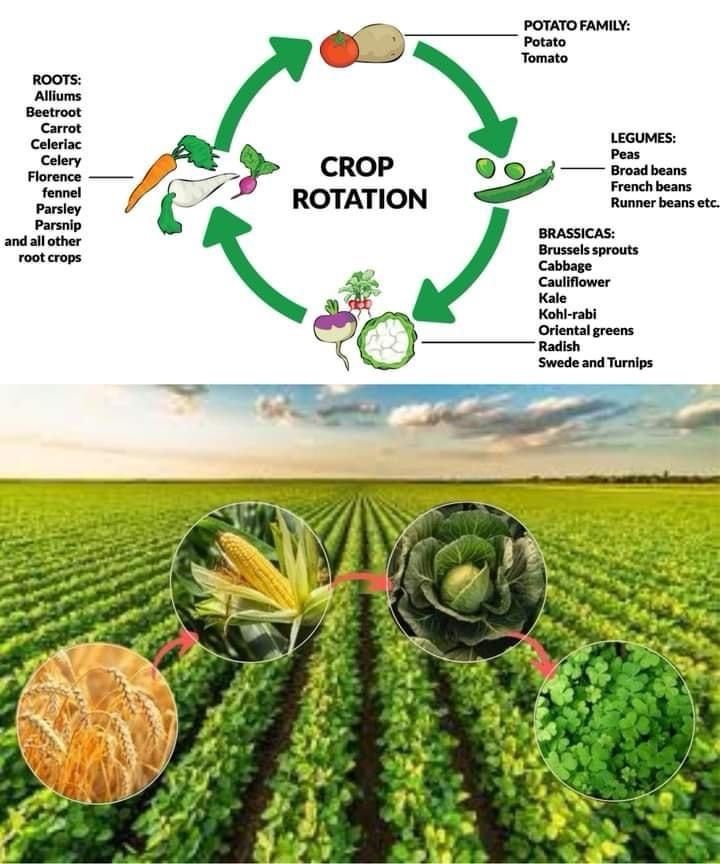 POTATO FAMILY:
Potato
Tomato
ROOTS:
Alliums
Beetroot
Carrot
Celeriac
Celery
Florence
fennel
Parsley
Parsnip
and all other
root crops
CROP
ROTATION
LEGUMES:
Peas
Broad beans
French beans
Runner beans etc.
BRASSICAS:
Brussels sprouts
Cabbage
Cauliflower
Kale
Kohl-rabi
Oriental greens
Radish
Swede and Turnips